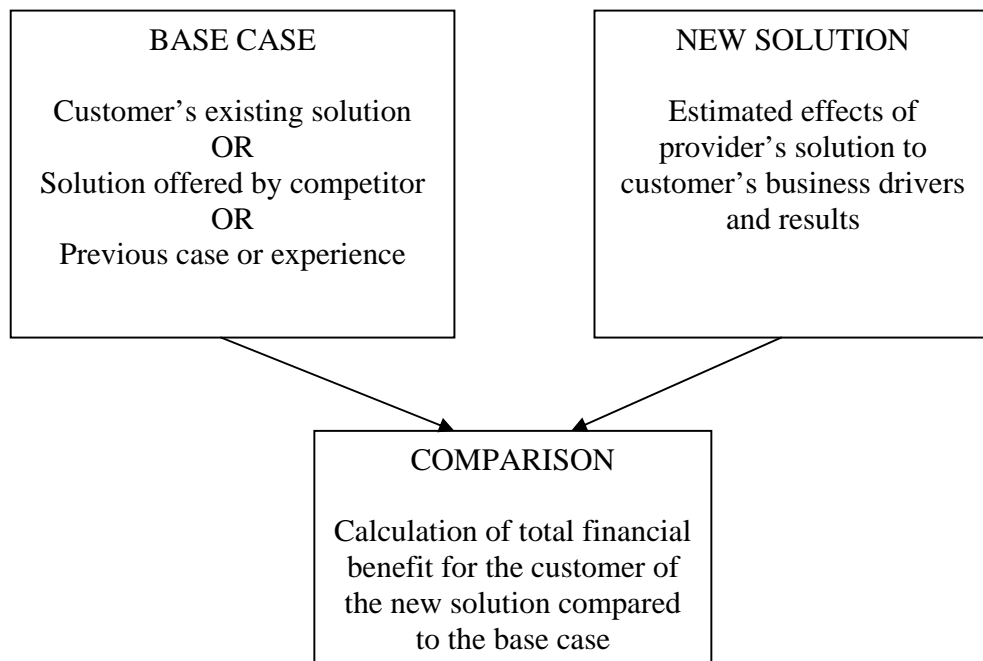 BASE CASE
Customer’s existing solution
OR
Solution offered by competitor
OR
Previous case or experience
NEW SOLUTION
Estimated effects of
provider’s solution to
customer’s business drivers
and results
COMPARISON
Calculation of total financial
benefit for the customer of
the new solution compared
to the base case